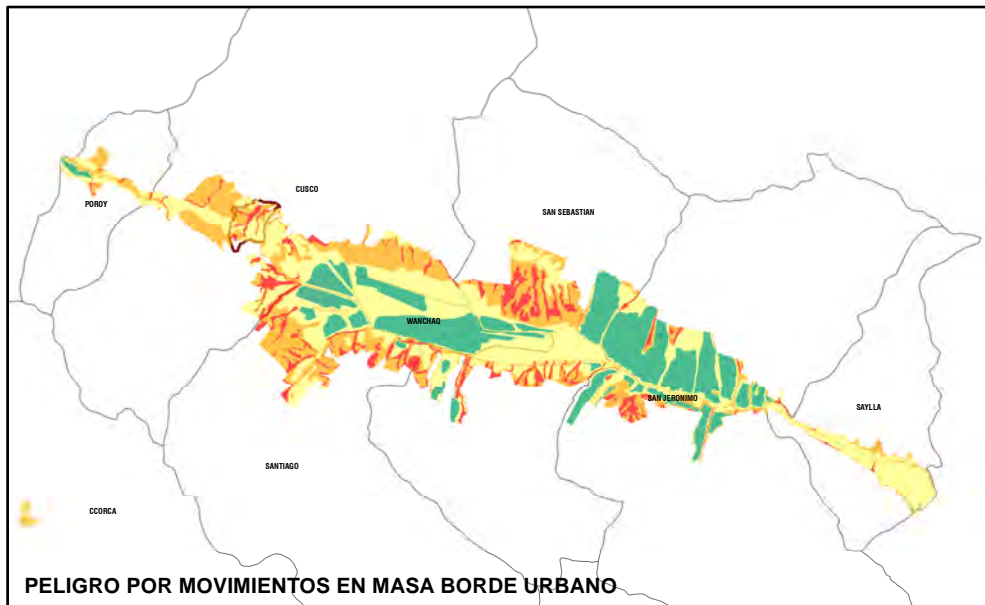 CUSCO
POROY
SAN SEBASTIAN
WANCHAQ
SAN JERONIMO
SAYLLA
SANTIAGO
CCORCA
PELIGRO POR MOVIMIENTOS EN MASA BORDE URBANO